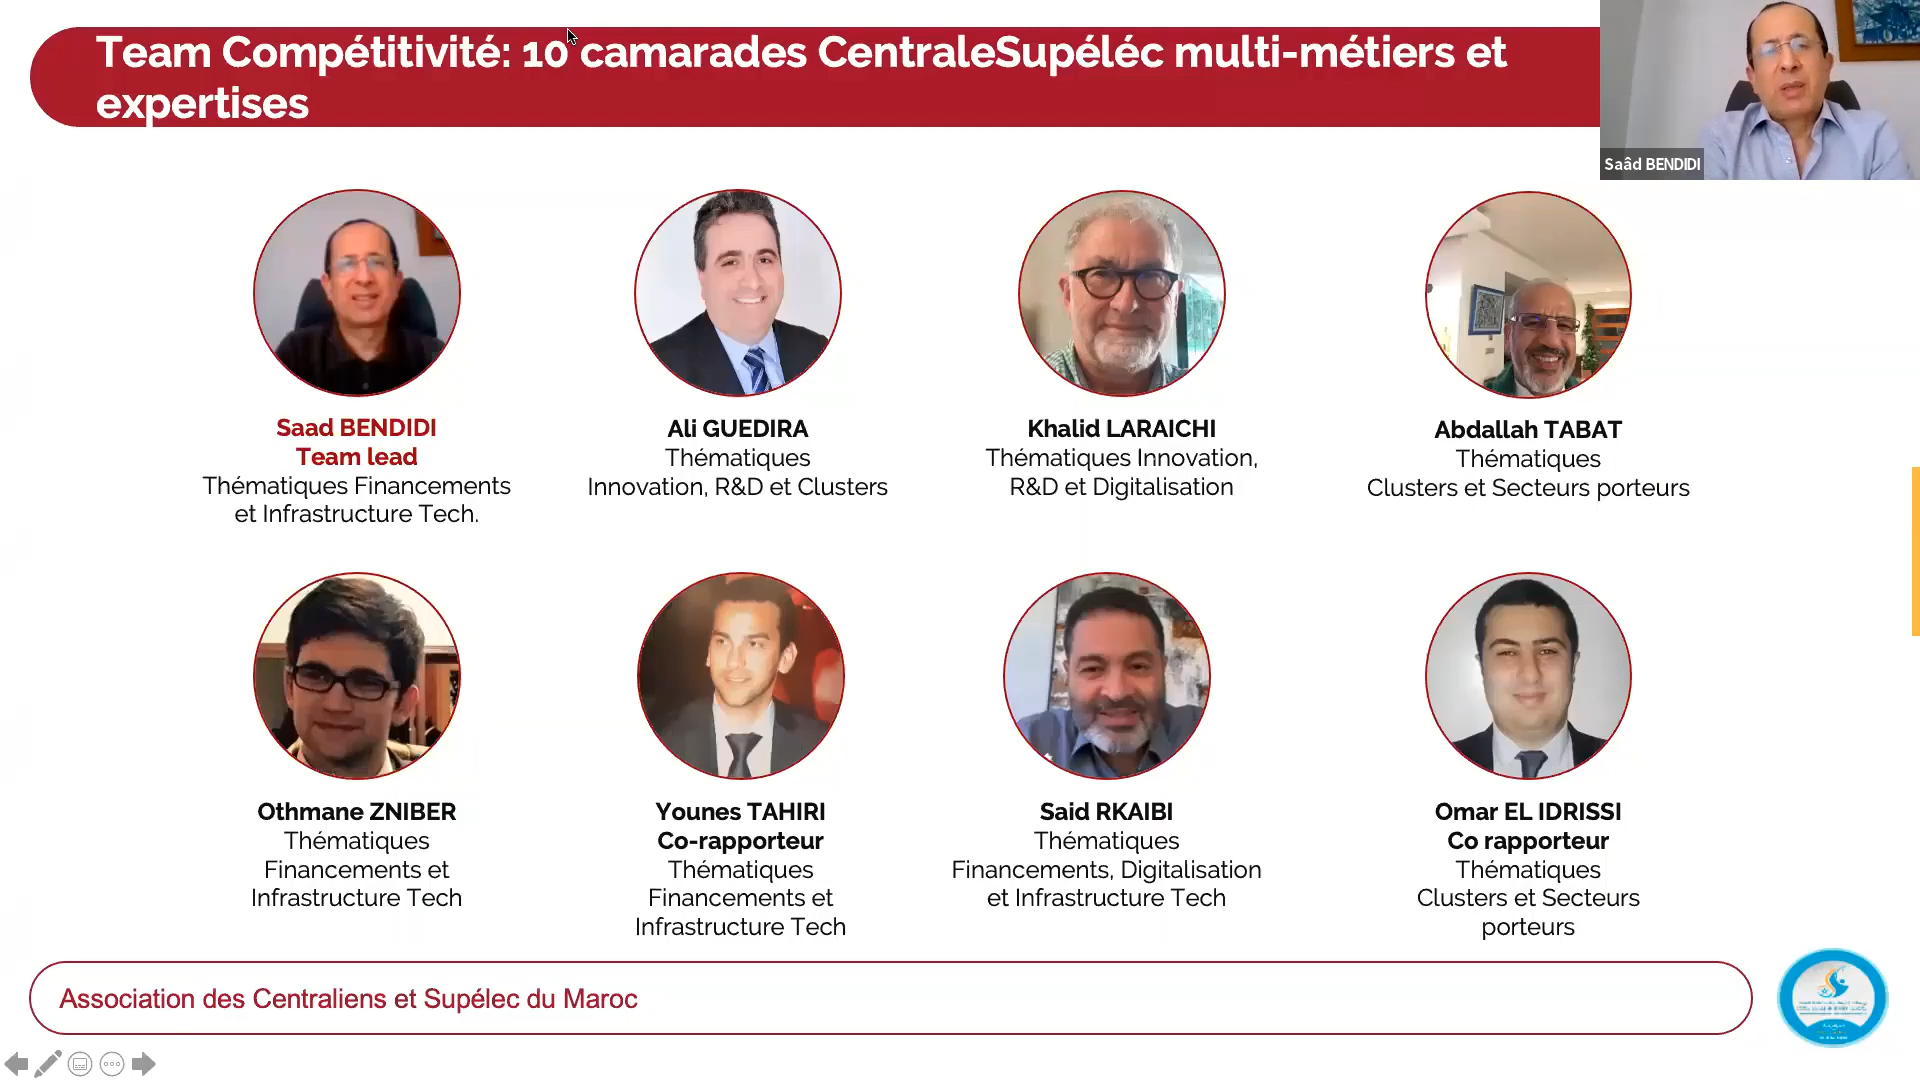 Team Compétitivité: 10 camarades CentraleSupéléc multi-métiers et
expertises
Saâd BENDIDI
Saad BENDIDI
Team lead
Thématiques Financements
et Infrastructure Tech.
Ali GUEDIRA
Thématiques
Innovation, R&D et Clusters
Khalid LARAICHI
Thématiques Innovation,
R&D et Digitalisation
Abdallah TABAT
Thématiques
Clusters et Secteurs porteurs
Othmane ZNIBER
Thématiques
Financements et
Infrastructure Tech
Younes TAHIRI
Co-rapporteur
Thématiques
Financements et
Infrastructure Tech
Said RKAIBI
Thématiques
Financements, Digitalisation
et Infrastructure Tech
Omar EL IDRISSI
Co rapporteur
Thématiques
Clusters et Secteurs
porteurs
Association des Centraliens et Supélec du Maroc